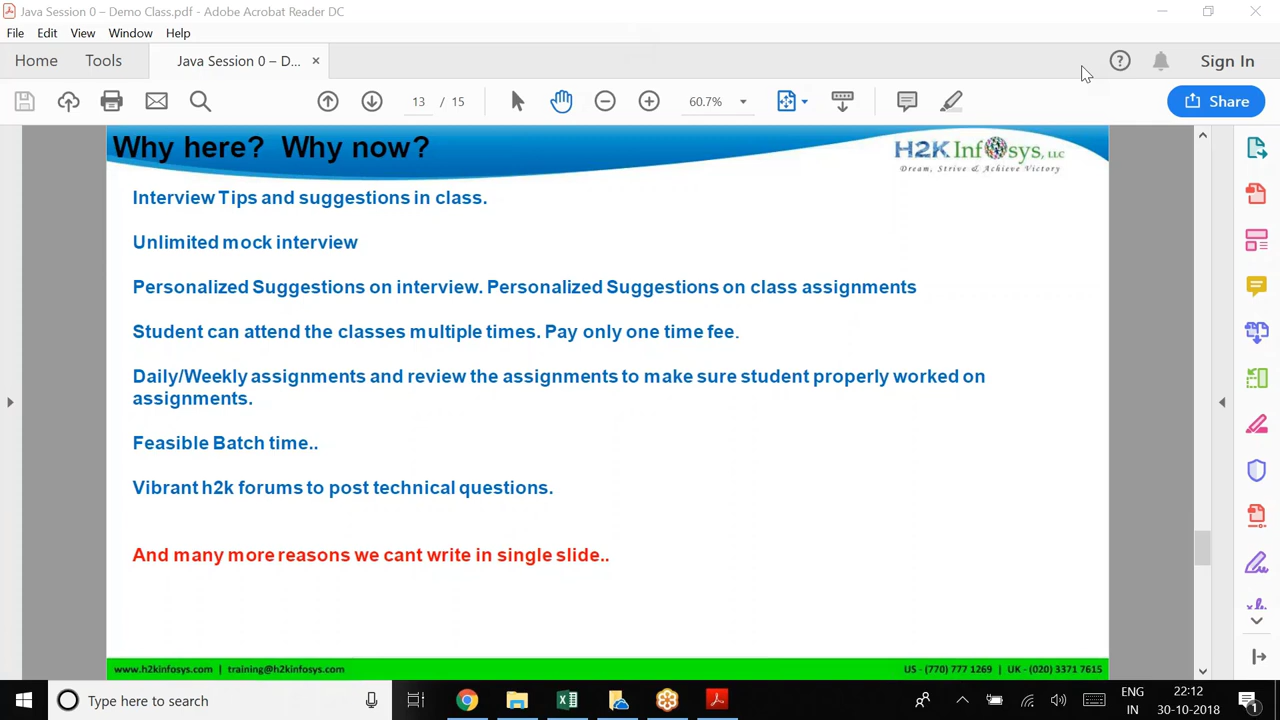 Java Session 0 – Demo Class.pdf - Adobe Acrobat Reader DC
File Edit View Window Help
Home Tools Java Session 0 – D... × Sign In
13 / 15 60.7% Share
Why here? Why now?
H2K Infosys, LLC
Dream, Strive & Achieve Victory
Interview Tips and suggestions in class.
Unlimited mock interview
Personalized Suggestions on interview. Personalized Suggestions on class assignments
Student can attend the classes multiple times. Pay only one time fee.
Daily/Weekly assignments and review the assignments to make sure student properly worked on
assignments.
Feasible Batch time..
Vibrant h2k forums to post technical questions.
And many more reasons we cant write in single slide..
www.h2kinfosys.com | training@h2kinfosys.com US - (770) 777 1269 | UK - (020) 3371 7615
Type here to search
ENG
IN
22:12
30-10-2018
1